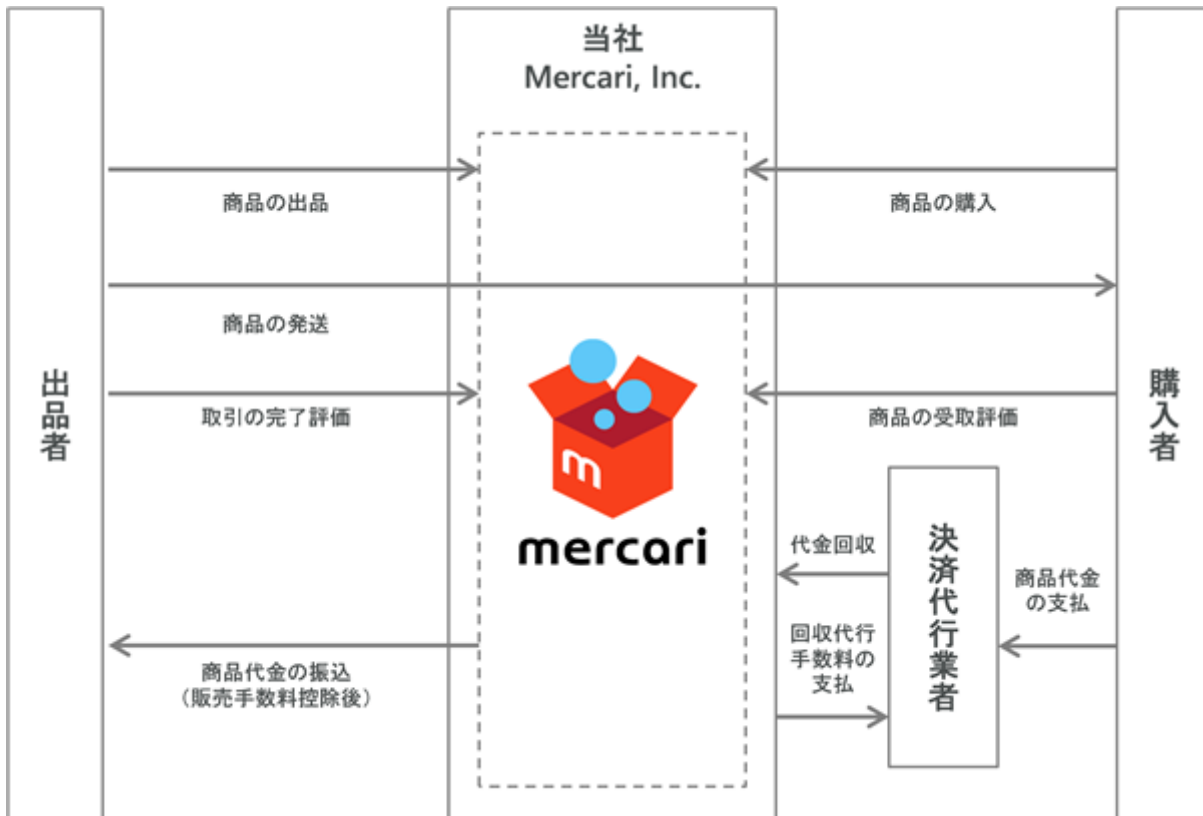 当社
Mercari, Inc.
商品の出品
商品の購入
商品の発送
出品者
購入者
取引の完了評価
商品の受取評価
m
mercari
代金回収
決済代行業者
商品代金
の支払
回収代行
手数料の
支払
商品代金の振込
（販売手数料控除後）